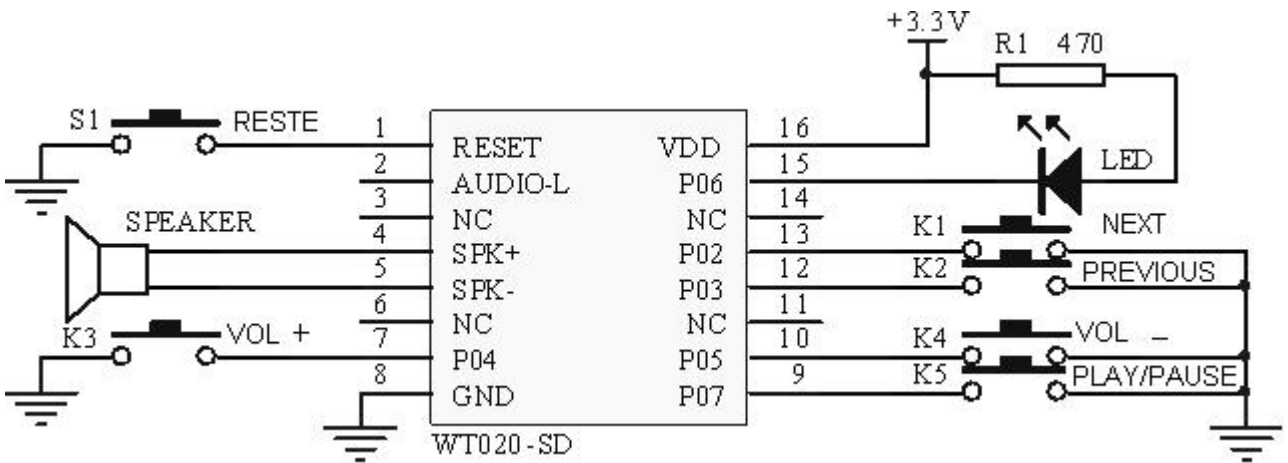 +3.3V
R1 470
S1 RESTE 1 RESET VDD 16
2 AUDIO-L P06 15 LED
3 NC NC 14
SPEAKER 4 SPK+ P02 13 K1 NEXT
5 SPK- P03 12 K2 PREVIOUS
6 NC NC 11
K3 VOL + 7 P04 P05 10 K4 VOL -
8 GND P07 9 K5 PLAY/PAUSE
WT020-SD